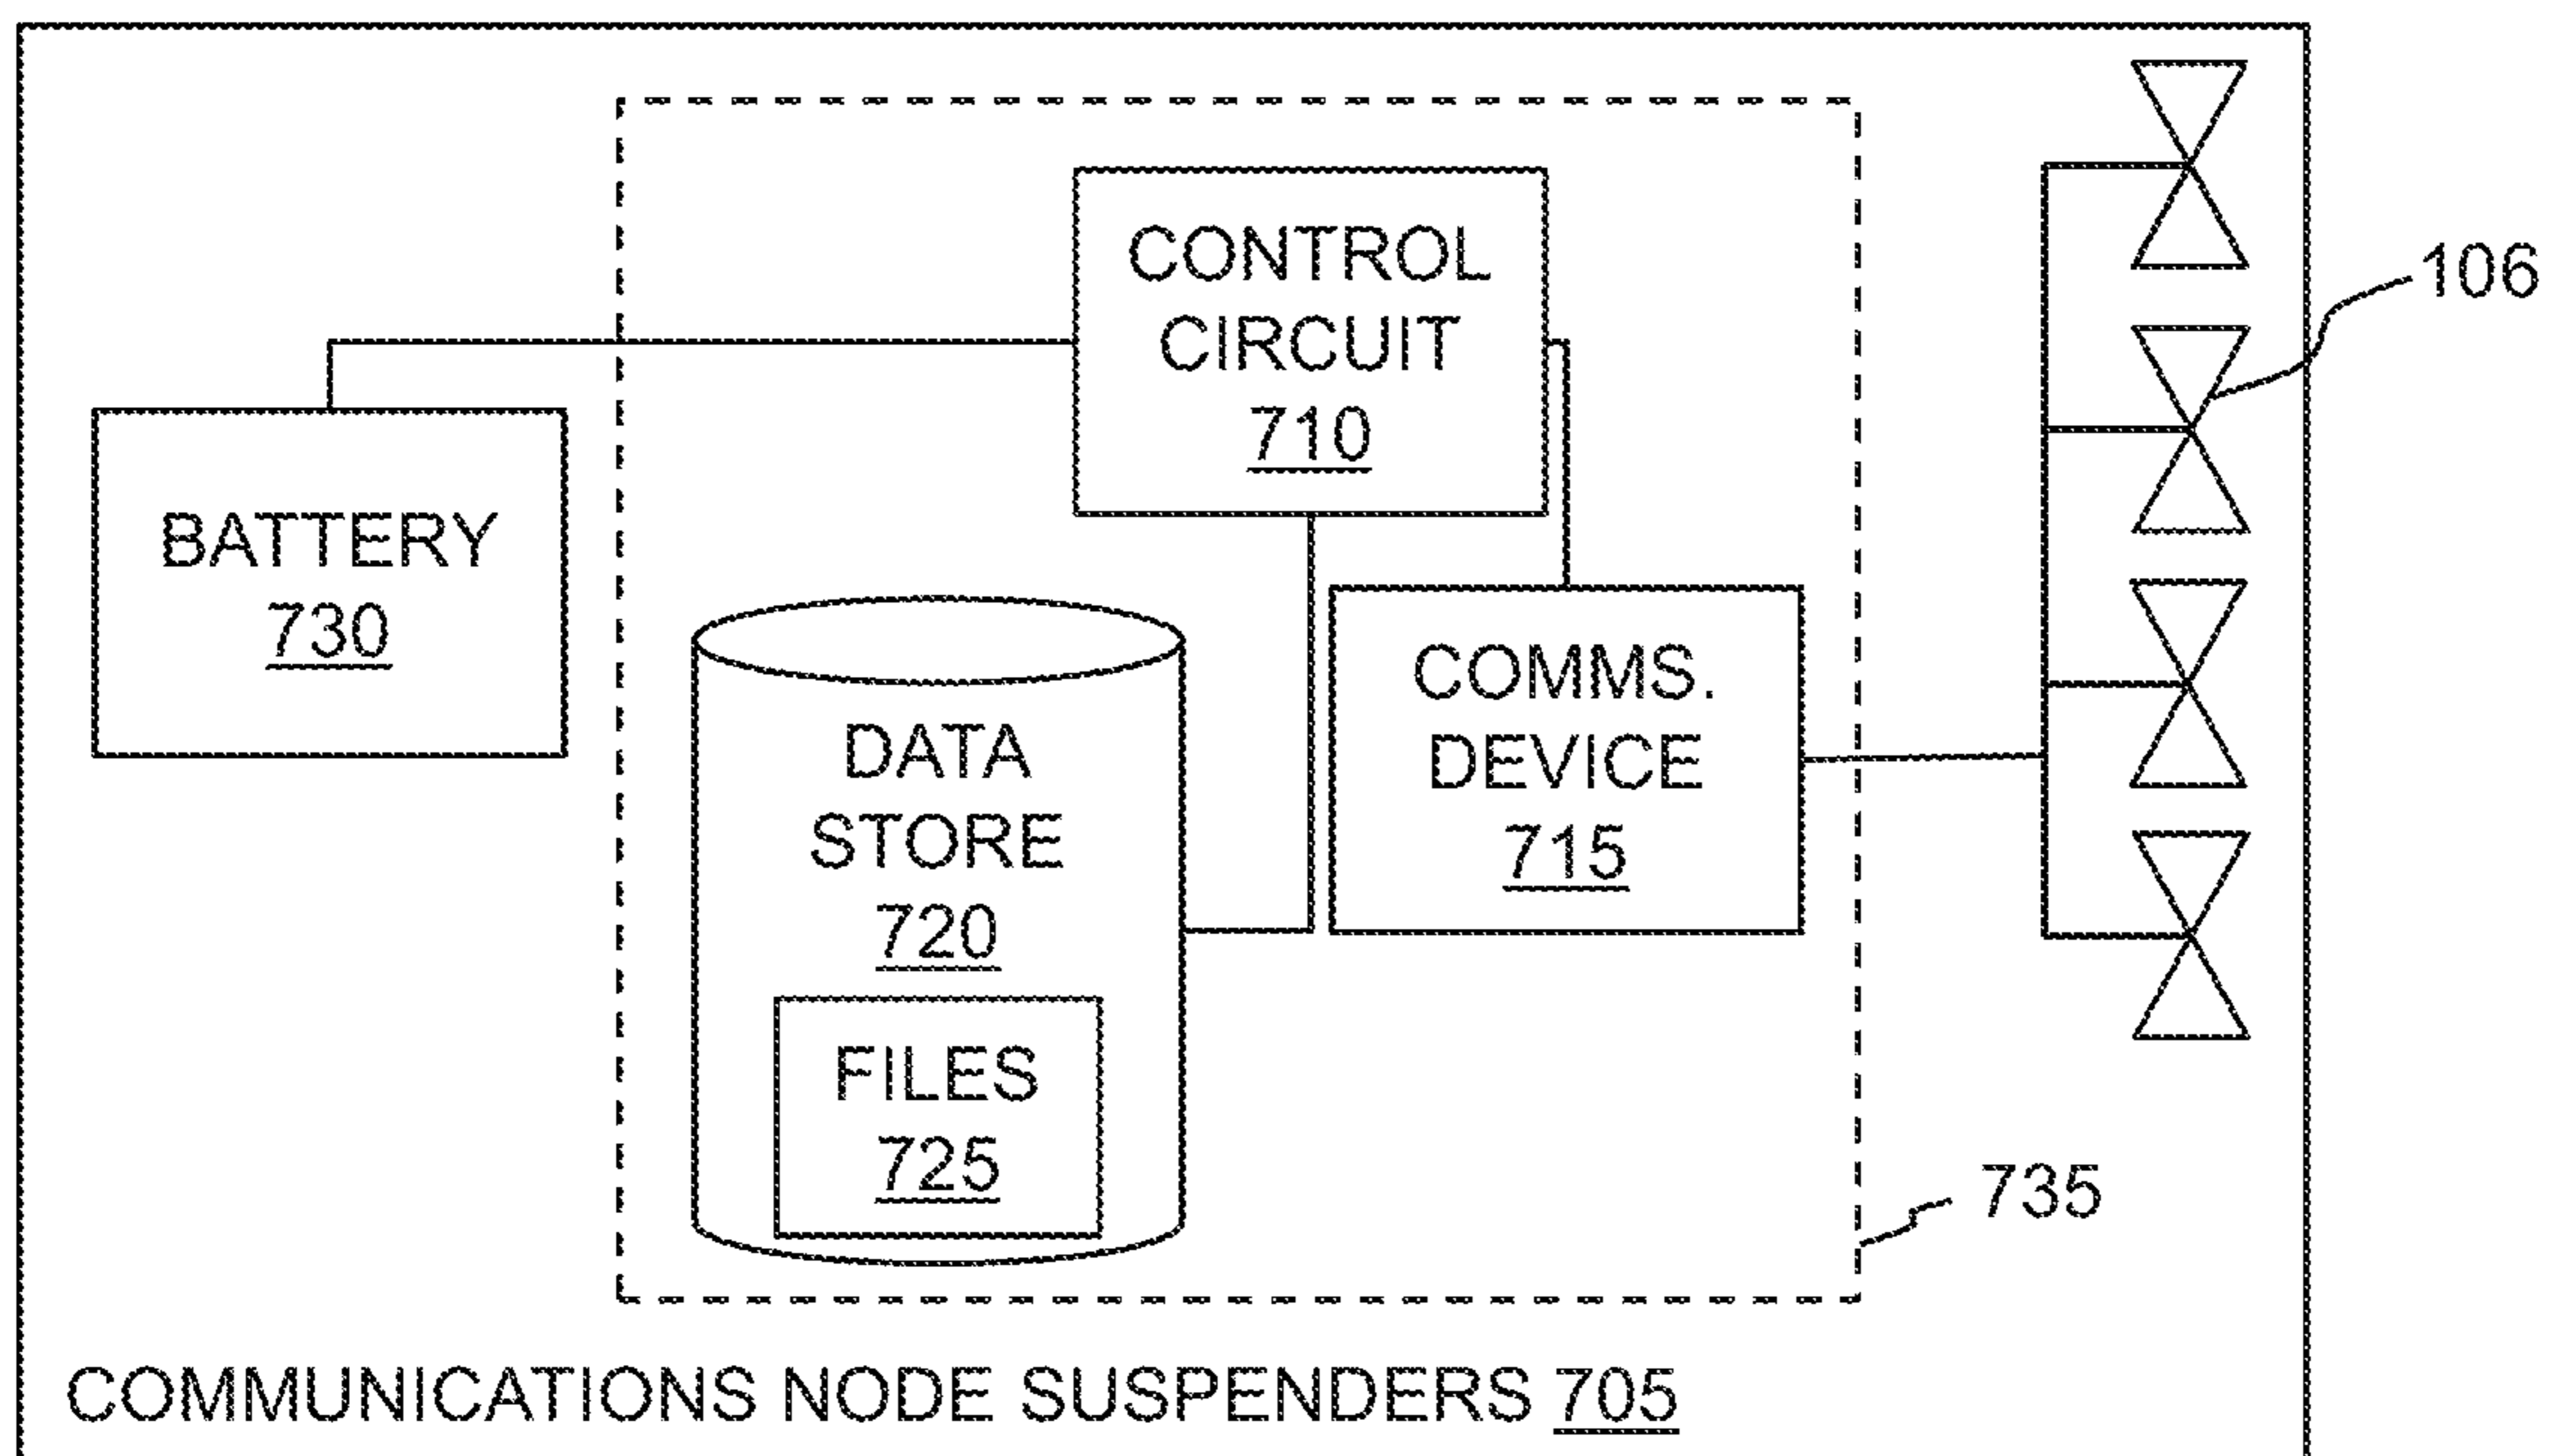 CONTROL
CIRCUIT
710
106
BATTERY
730
COMMS.
DEVICE
715
DATA
STORE
720
FILES
725
735
COMMUNICATIONS NODE SUSPENDERS 705